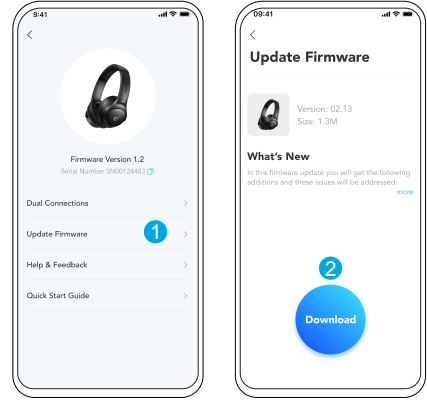 9:41
Firmware Version 1.2
Serial Number SN00124483
Dual Connections
Update Firmware
1
Help & Feedback
Quick Start Guide
09:41
Update Firmware
Version: 02.13
Size: 1.3M
What's New
In this firmware update you will get the following
additions and these issues will be addressed:
more
2
Download